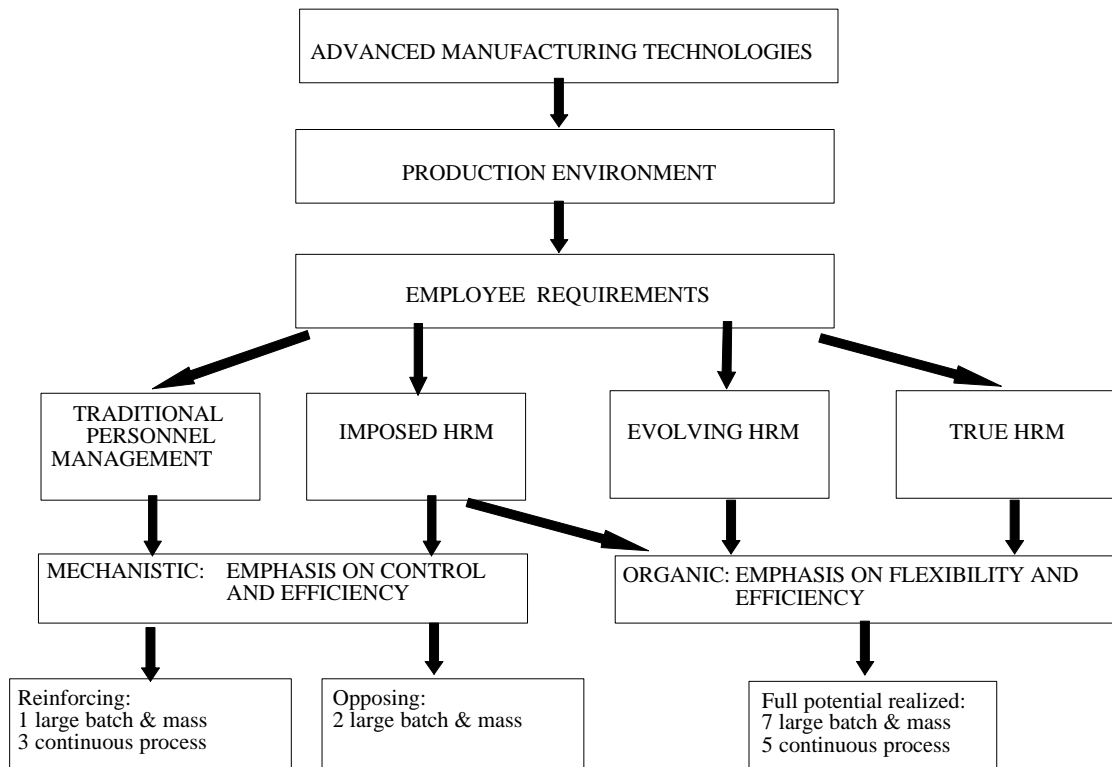 ADVANCED MANUFACTURING TECHNOLOGIES
PRODUCTION ENVIRONMENT
EMPLOYEE REQUIREMENTS
TRADITIONAL
PERSONNEL
MANAGEMENT
IMPOSED HRM
EVOLVING HRM
TRUE HRM
MECHANISTIC: EMPHASIS ON CONTROL
AND EFFICIENCY
ORGANIC: EMPHASIS ON FLEXIBILITY AND
EFFICIENCY
Reinforcing:
1 large batch & mass
3 continuous process
Opposing:
2 large batch & mass
Full potential realized:
7 large batch & mass
5 continuous process